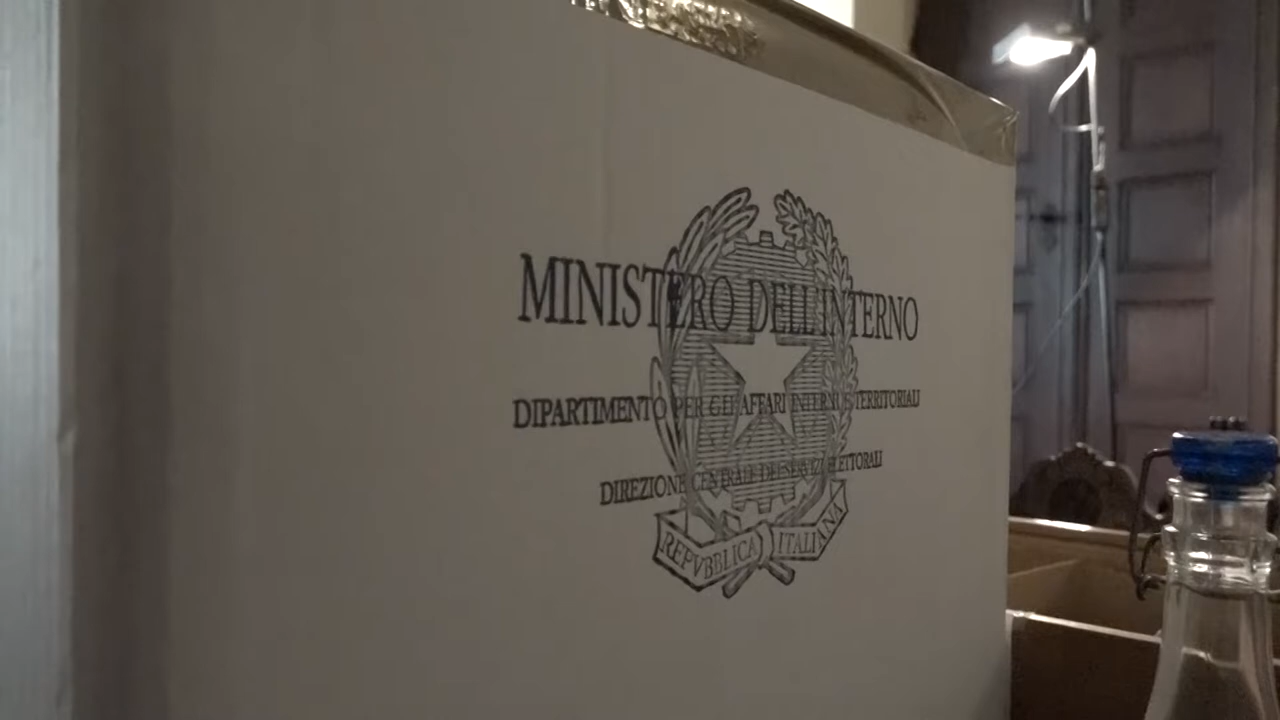 MINISTERO DELL'INTERNO
DIPARTIMENTO PER GLI AFFARI INTERNI E TERRITORIALI
DIREZIONE CENTRALE DEI SERVIZI ELETTORALI
REPVBBLICA ITALIANA